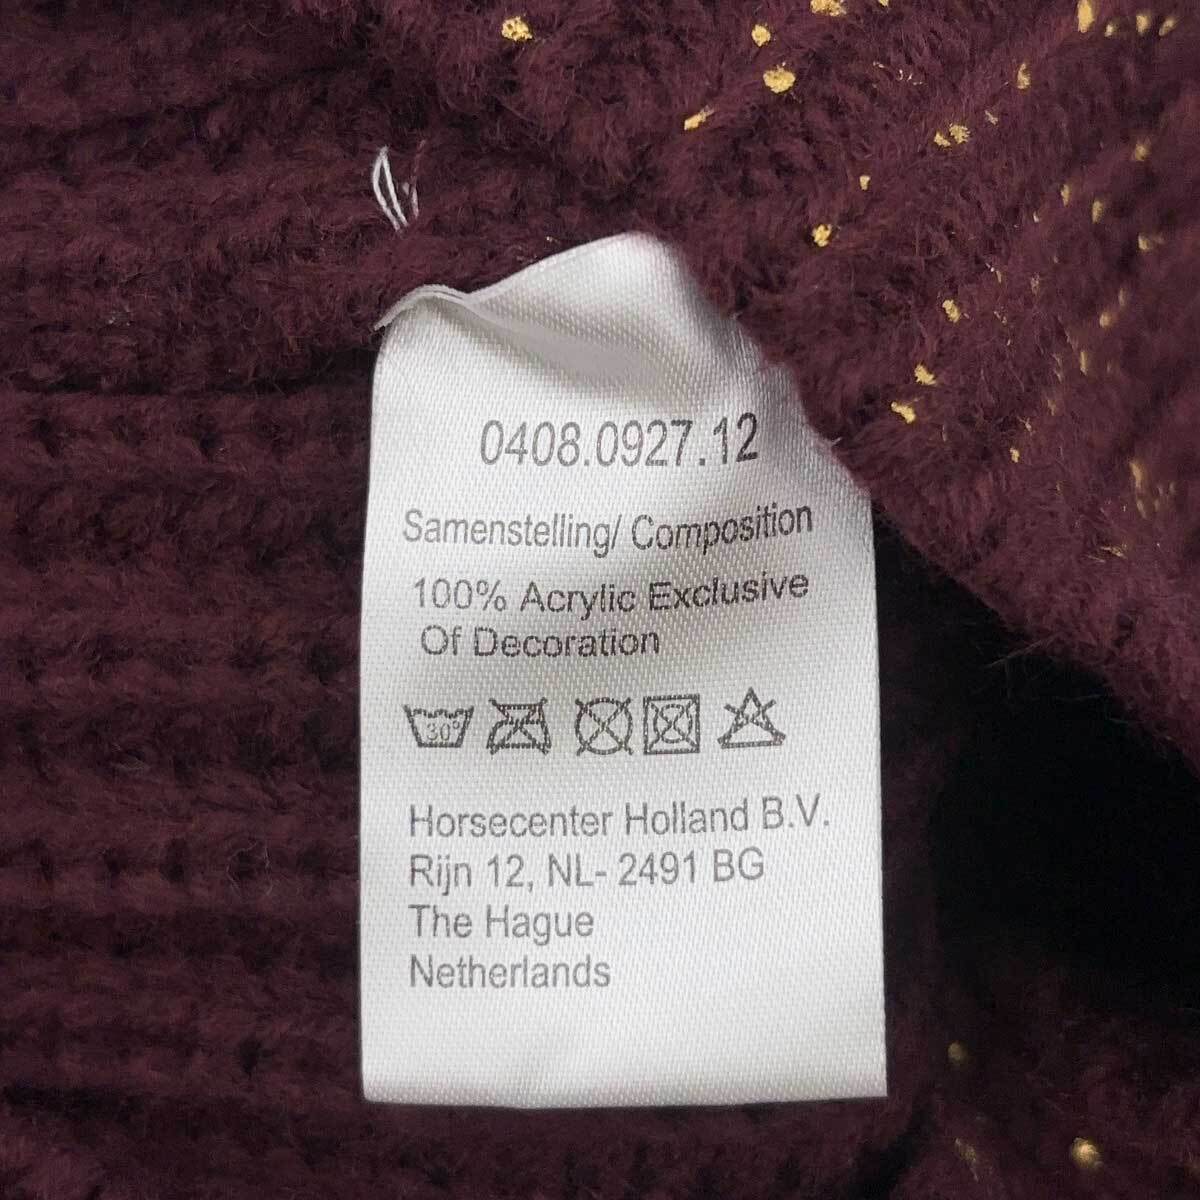 0408.0927.12
Samenstelling/ Composition
100% Acrylic Exclusive
Of Decoration
30°
Horsecenter Holland B.V.
Rijn 12, NL- 2491 BG
The Hague
Netherlands